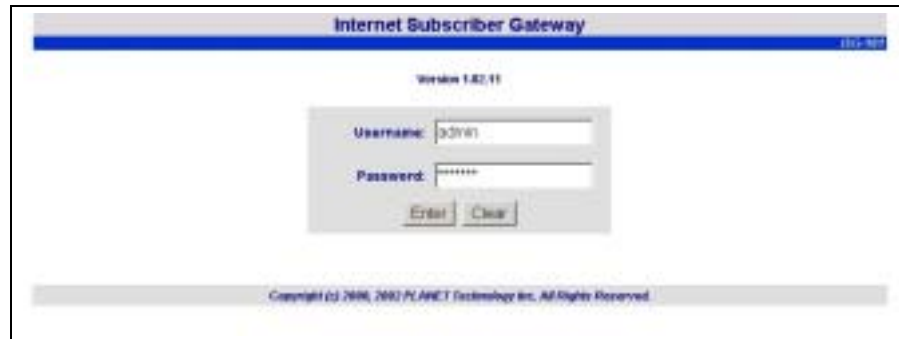 Internet Subscriber Gateway
Version 1.02.11
Username: admin
Password: *******
Enter Clear
Copyright (c) 2000, 2002 PLANET Technology Inc. All Rights Reserved.